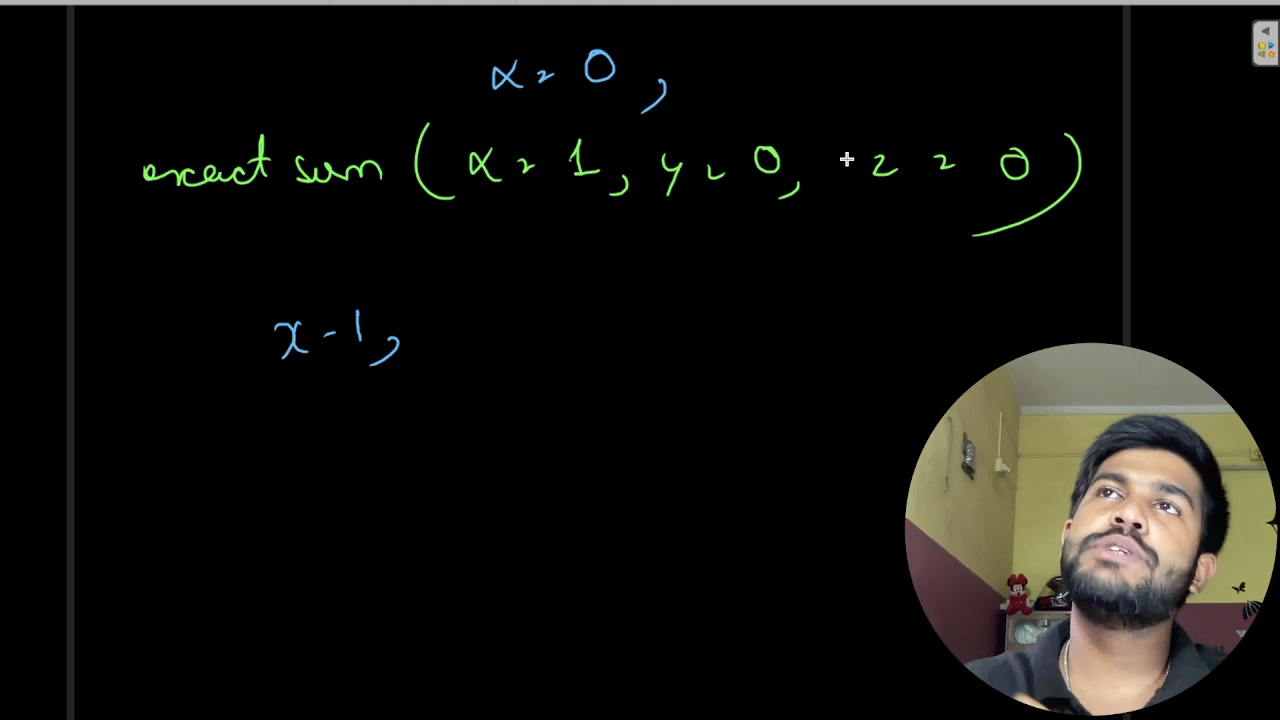 x = 0,
exact sum (x = 1, y = 0, z = 0)
x - 1,